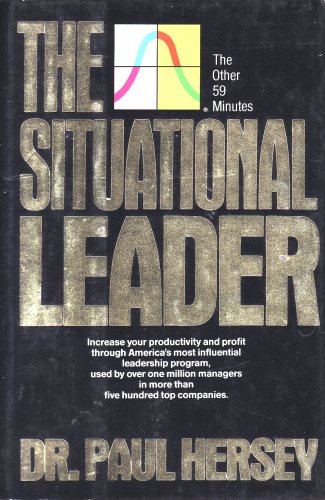 THE
The
Other
59
Minutes
®
SITUATIONAL
LEADER
Increase your productivity and profit
through America's most influential
leadership program,
used by over one million managers
in more than
five hundred top companies.
DR. PAUL HERSEY